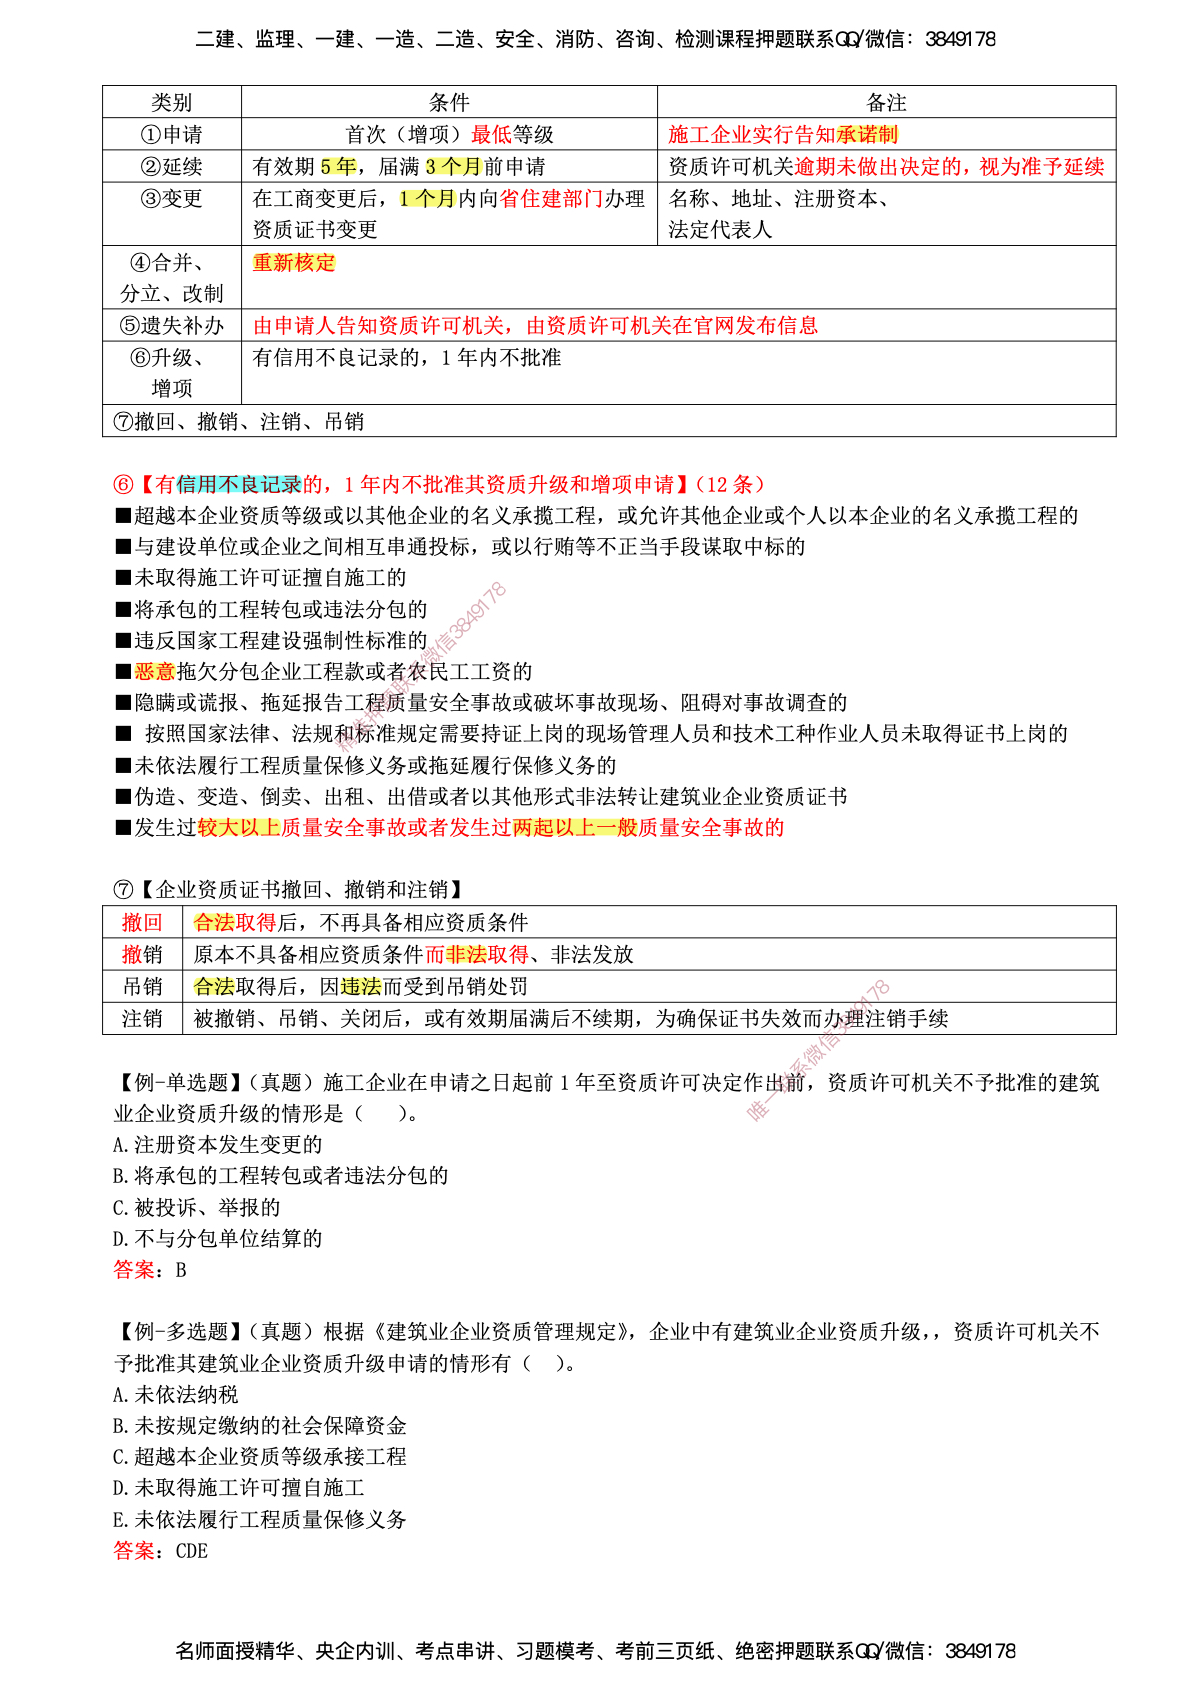 二建、监理、一建、一造、二造、安全、消防、咨询、检测课程押题联系QQ/微信：3849178
类别 条件 备注
①申请 首次（增项）最低等级 施工企业实行告知承诺制
②延续 有效期 5 年，届满 3 个月前申请 资质许可机关逾期未做出决定的，视为准予延续
③变更 在工商变更后，1 个月内向省住建部门办理 名称、地址、注册资本、
资质证书变更 法定代表人
④合并、 重新核定
分立、改制
⑤遗失补办 由申请人告知资质许可机关，由资质许可机关在官网发布信息
⑥升级、 有信用不良记录的，1 年内不批准
增项
⑦撤回、撤销、注销、吊销
⑥【有信用不良记录的，1 年内不批准其资质升级和增项申请】（12 条）
■超越本企业资质等级或以其他企业的名义承揽工程，或允许其他企业或个人以本企业的名义承揽工程的
■与建设单位或企业之间相互串通投标，或以行贿等不正当手段谋取中标的
■未取得施工许可证擅自施工的
■将承包的工程转包或违法分包的
■违反国家工程建设强制性标准的
■恶意拖欠分包企业工程款或者农民工工资的
■隐瞒或谎报、拖延报告工程质量安全事故或破坏事故现场、阻碍对事故调查的
■ 按照国家法律、法规和标准规定需要持证上岗的现场管理人员和技术工种作业人员未取得证书上岗的
■未依法履行工程质量保修义务或拖延履行保修义务的
■伪造、变造、倒卖、出租、出借或者以其他形式非法转让建筑业企业资质证书
■发生过较大以上质量安全事故或者发生过两起以上一般质量安全事故的
精准押题联系微信3849178
⑦【企业资质证书撤回、撤销和注销】
撤回 合法取得后，不再具备相应资质条件
撤销 原本不具备相应资质条件而非法取得、非法发放
吊销 合法取得后，因违法而受到吊销处罚
注销 被撤销、吊销、关闭后，或有效期届满后不续期，为确保证书失效而办理注销手续
唯一联系微信3849178
【例-单选题】（真题）施工企业在申请之日起前 1 年至资质许可决定作出前，资质许可机关不予批准的建筑
业企业资质升级的情形是（ ）。
A.注册资本发生变更的
B.将承包的工程转包或者违法分包的
C.被投诉、举报的
D.不与分包单位结算的
答案：B
【例-多选题】（真题）根据《建筑业企业资质管理规定》，企业中有建筑业企业资质升级，，资质许可机关不
予批准其建筑业企业资质升级申请的情形有（ ）。
A.未依法纳税
B.未按规定缴纳的社会保障资金
C.超越本企业资质等级承接工程
D.未取得施工许可擅自施工
E.未依法履行工程质量保修义务
答案：CDE
名师面授精华、央企内训、考点串讲、习题模考、考前三页纸、绝密押题联系QQ/微信：3849178